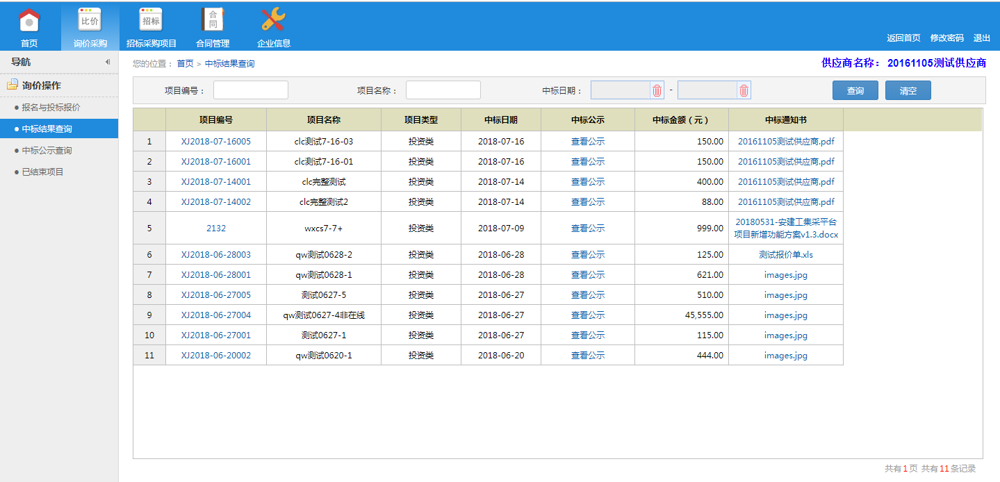 比价 招标 合同
首页 询价采购 招标采购项目 合同管理 企业信息 返回首页 修改密码 退出
导航
您的位置： 首页 > 中标结果查询 供应商名称： 20161105测试供应商
询价操作
报名与投标报价
中标结果查询
中标公示查询
已结束项目
项目编号： 项目名称： 中标日期： - 查询 清空
项目编号 项目名称 项目类型 中标日期 中标公示 中标金额（元） 中标通知书
1 XJ2018-07-16005 clc测试7-16-03 投资类 2018-07-16 查看公示 150.00 20161105测试供应商.pdf
2 XJ2018-07-16001 clc测试7-16-01 投资类 2018-07-16 查看公示 150.00 20161105测试供应商.pdf
3 XJ2018-07-14001 clc完整测试 投资类 2018-07-14 查看公示 400.00 20161105测试供应商.pdf
4 XJ2018-07-14002 clc完整测试2 投资类 2018-07-14 查看公示 88.00 20161105测试供应商.pdf
5 2132 wxcs7-7+ 投资类 2018-07-09 查看公示 999.00 20180531-安建工集采平台
项目新增功能方案v1.3.docx
6 XJ2018-06-28003 qw测试0628-2 投资类 2018-06-28 查看公示 125.00 测试报价单.xls
7 XJ2018-06-28001 qw测试0628-1 投资类 2018-06-28 查看公示 621.00 images.jpg
8 XJ2018-06-27005 测试0627-5 投资类 2018-06-27 查看公示 510.00 images.jpg
9 XJ2018-06-27004 qw测试0627-4非在线 投资类 2018-06-27 查看公示 45,555.00 images.jpg
10 XJ2018-06-27001 测试0627-1 投资类 2018-06-27 查看公示 115.00 images.jpg
11 XJ2018-06-20002 qw测试0620-1 投资类 2018-06-20 查看公示 444.00 images.jpg
共有1页 共有11条记录